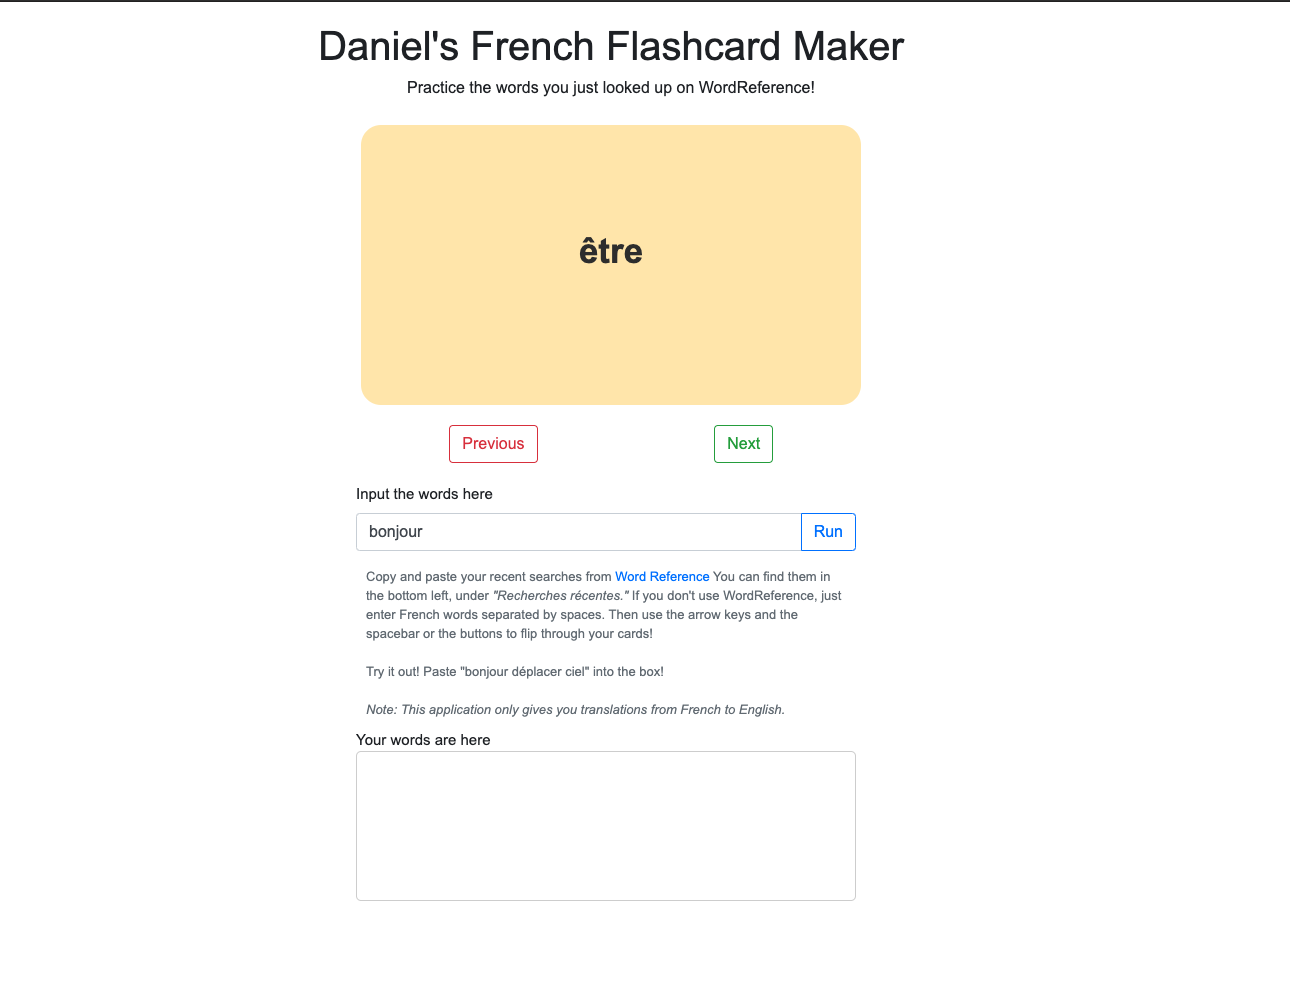 Daniel's French Flashcard Maker
Practice the words you just looked up on WordReference!
être
Previous
Next
Input the words here
bonjour
Run
Copy and paste your recent searches from Word Reference You can find them in
the bottom left, under "Recherches récentes." If you don't use WordReference, just
enter French words separated by spaces. Then use the arrow keys and the
spacebar or the buttons to flip through your cards!
Try it out! Paste "bonjour déplacer ciel" into the box!
Note: This application only gives you translations from French to English.
Your words are here